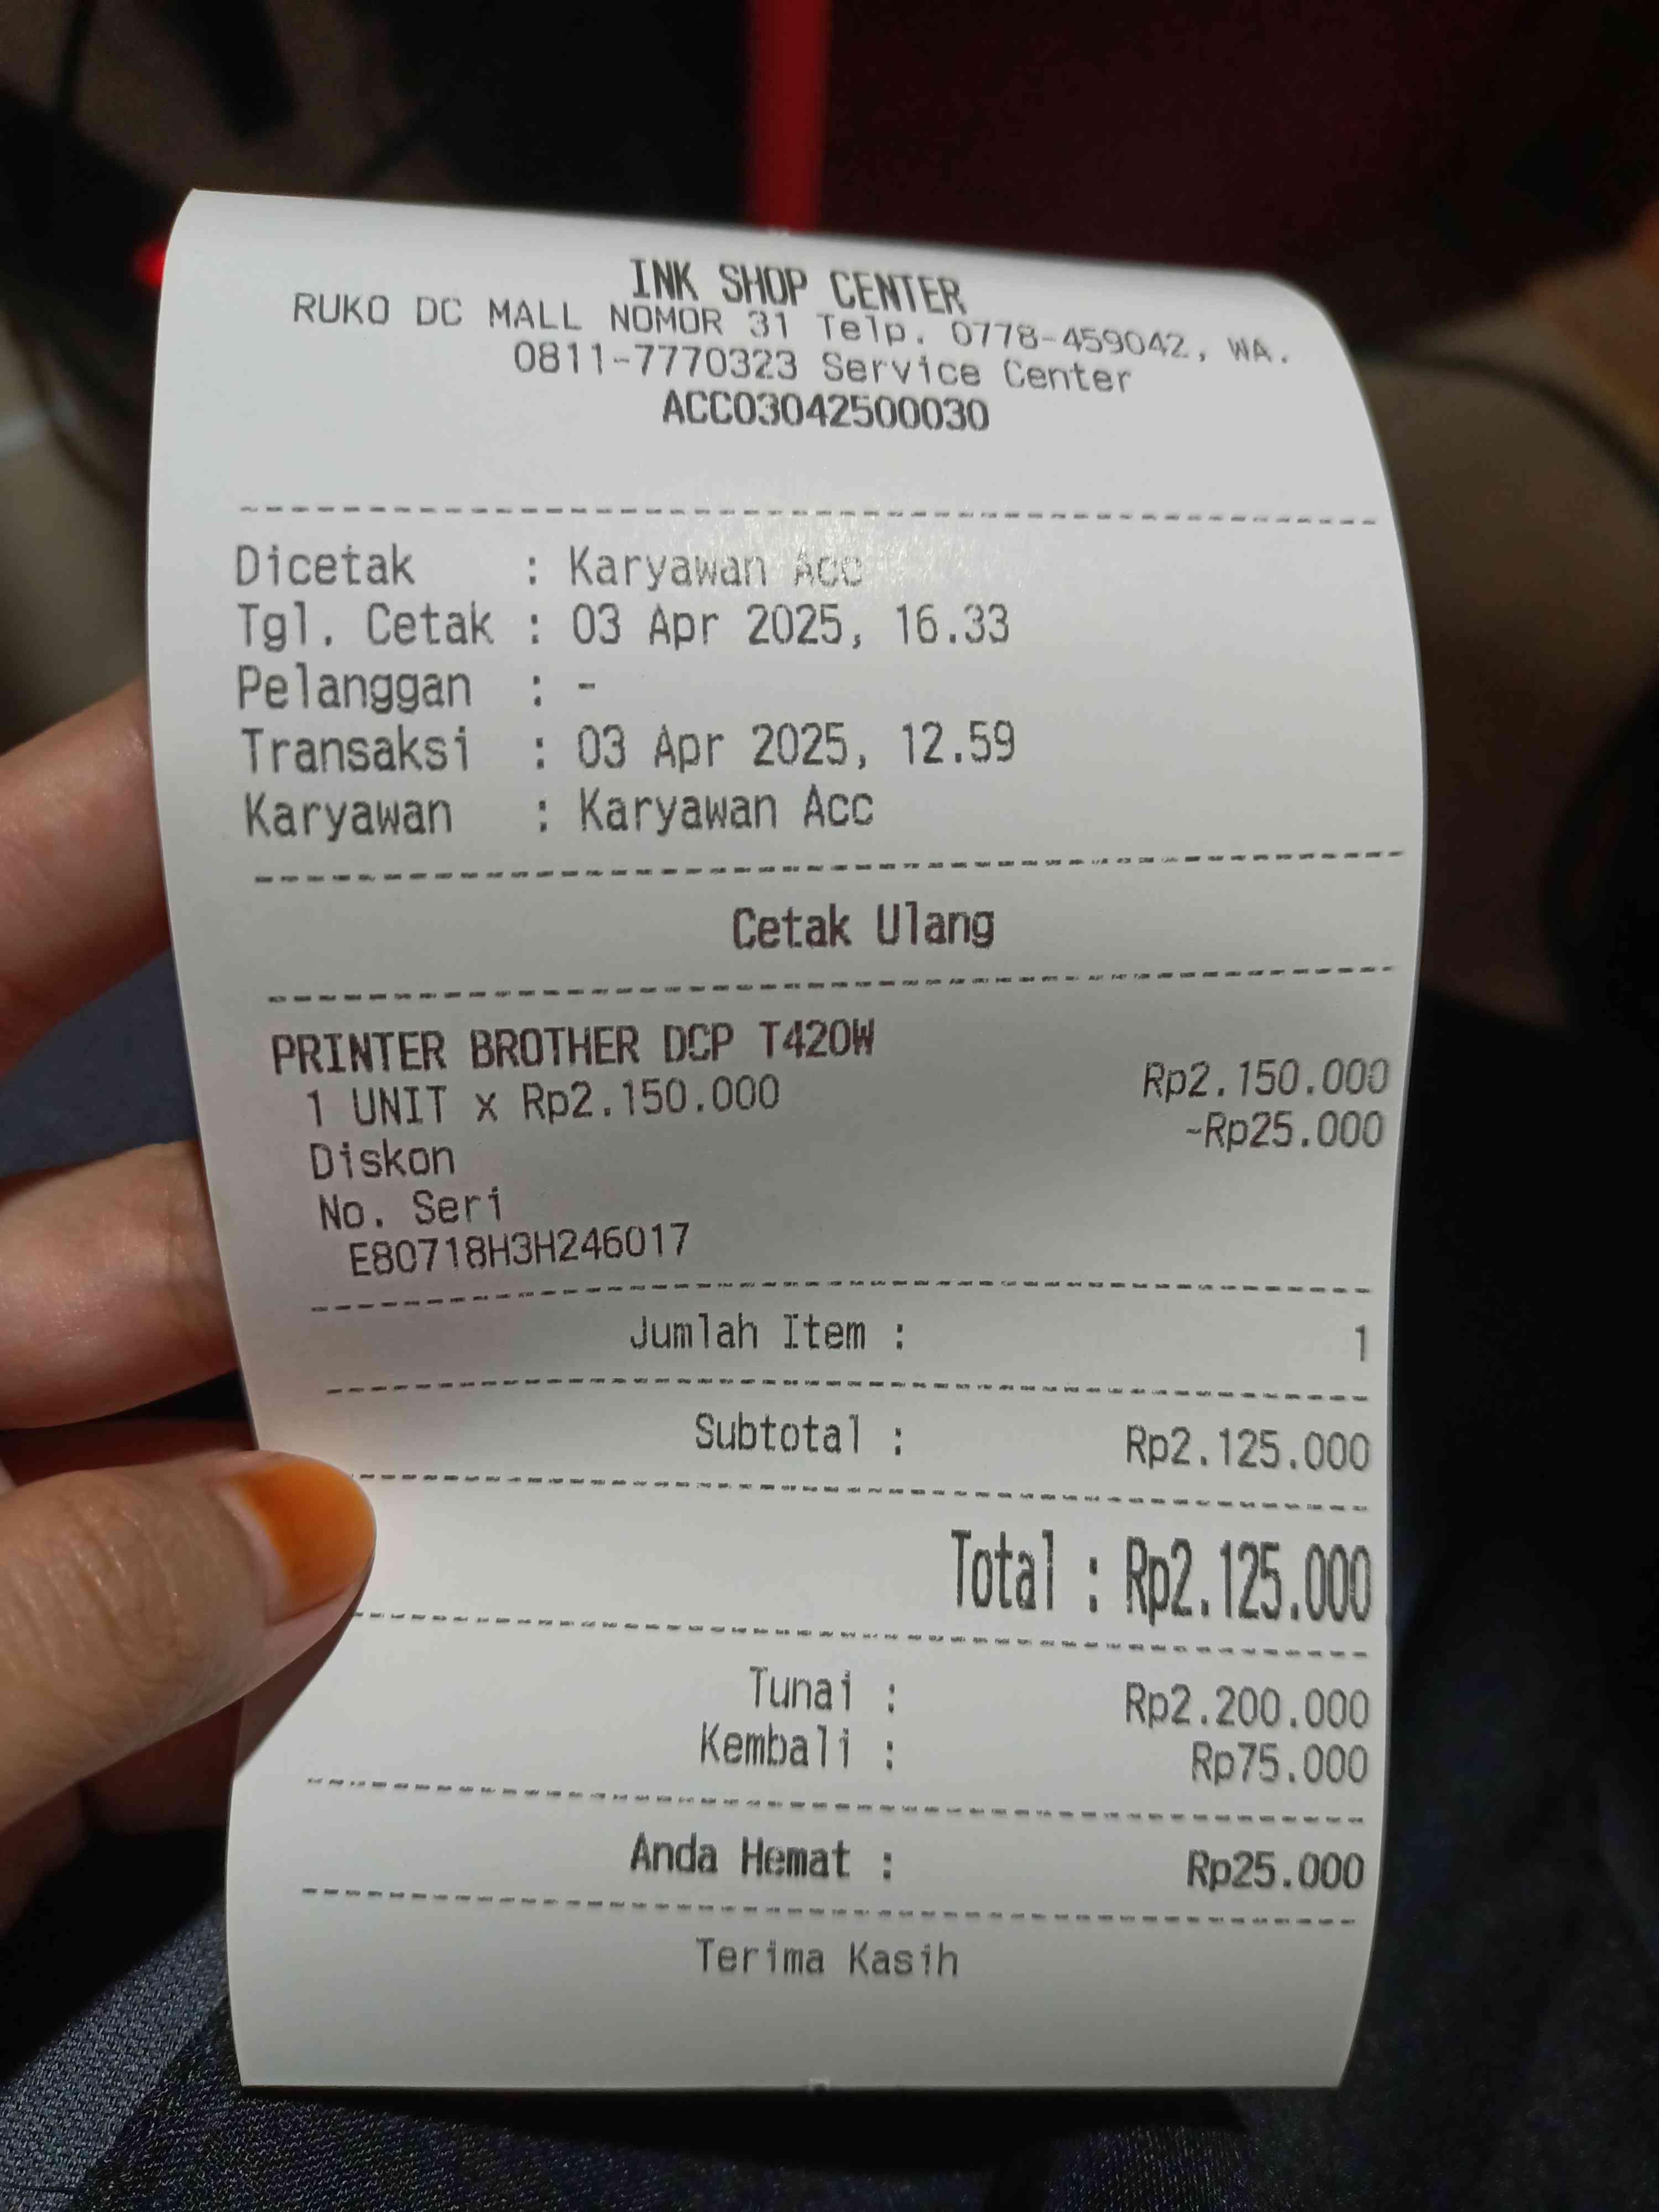 INK SHOP CENTER
RUKO DC MALL NOMOR 31 Telp. 0778-459042, WA.
0811-7770323 Service Center
ACC03042500030
Dicetak : Karyawan Acc
Tgl. Cetak : 03 Apr 2025, 16.33
Pelanggan : -
Transaksi : 03 Apr 2025, 12.59
Karyawan : Karyawan Acc
Cetak Ulang
PRINTER BROTHER DCP T420W
1 UNIT x Rp2.150.000 Rp2.150.000
Diskon -Rp25.000
No. Seri
E80718H3H246017
Jumlah Item : 1
Subtotal : Rp2.125.000
Total : Rp2.125.000
Tunai : Rp2.200.000
Kembali : Rp75.000
Anda Hemat : Rp25.000
Terima Kasih